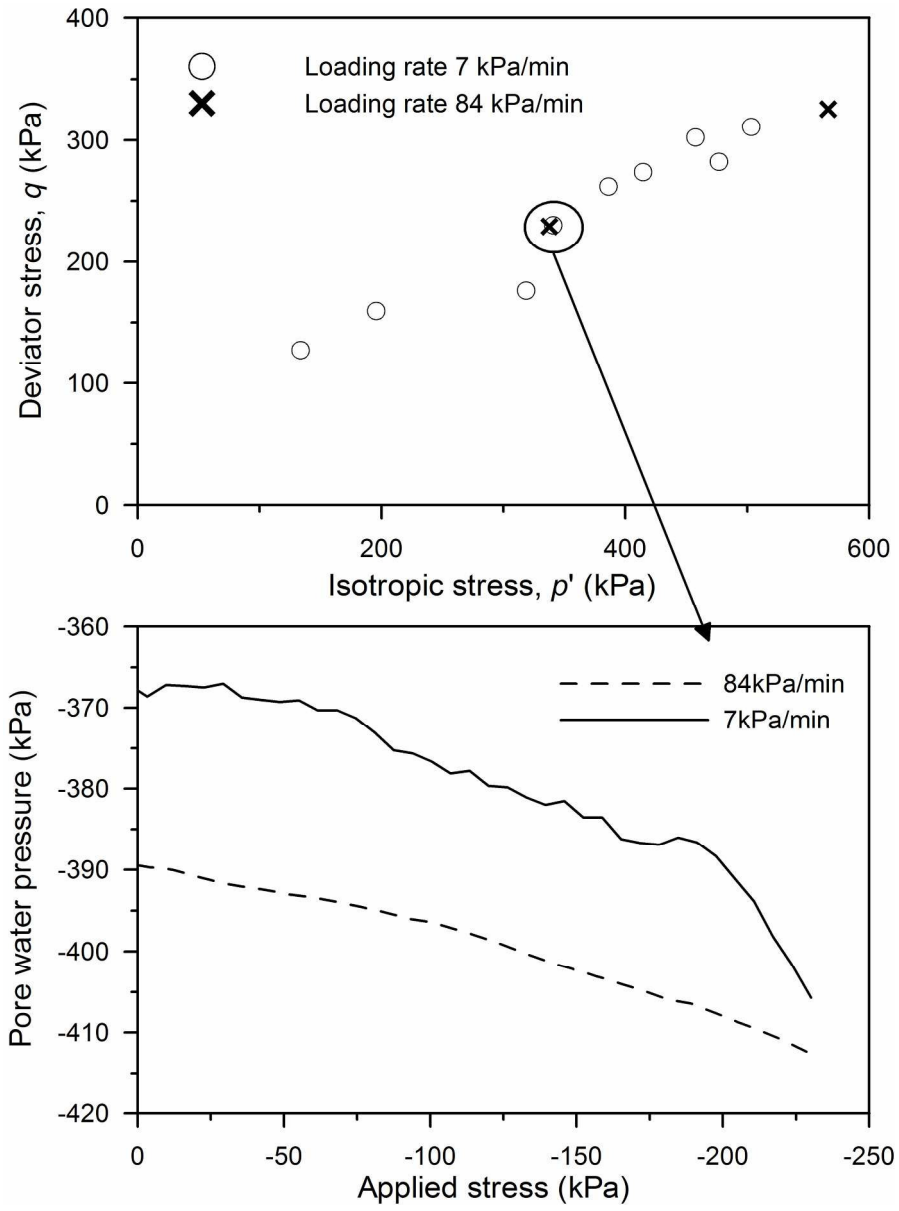 400
300
200
100
0
Deviator stress, q (kPa)
Loading rate 7 kPa/min
Loading rate 84 kPa/min
0 200 400 600
Isotropic stress, p' (kPa)
-360
-370
-380
-390
-400
-410
-420
Pore water pressure (kPa)
84kPa/min
7kPa/min
0 -50 -100 -150 -200 -250
Applied stress (kPa)